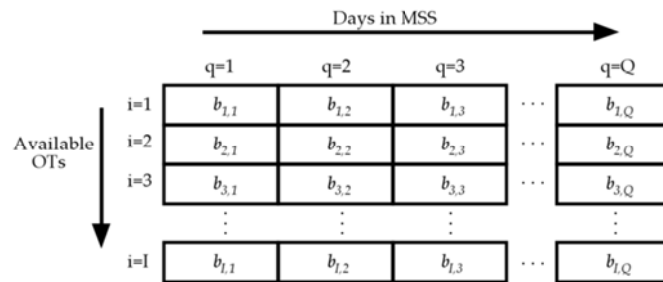 Days in MSS
q=1 q=2 q=3 q=Q
i=1 b1,1 b1,2 b1,3 ··· b1,Q
Available
OTs
i=2 b2,1 b2,2 b2,3 ··· b2,Q
i=3 b3,1 b3,2 b3,3 ··· b3,Q
⋮ ⋮ ⋮ ⋮
i=I bI,1 bI,2 bI,3 ··· bI,Q